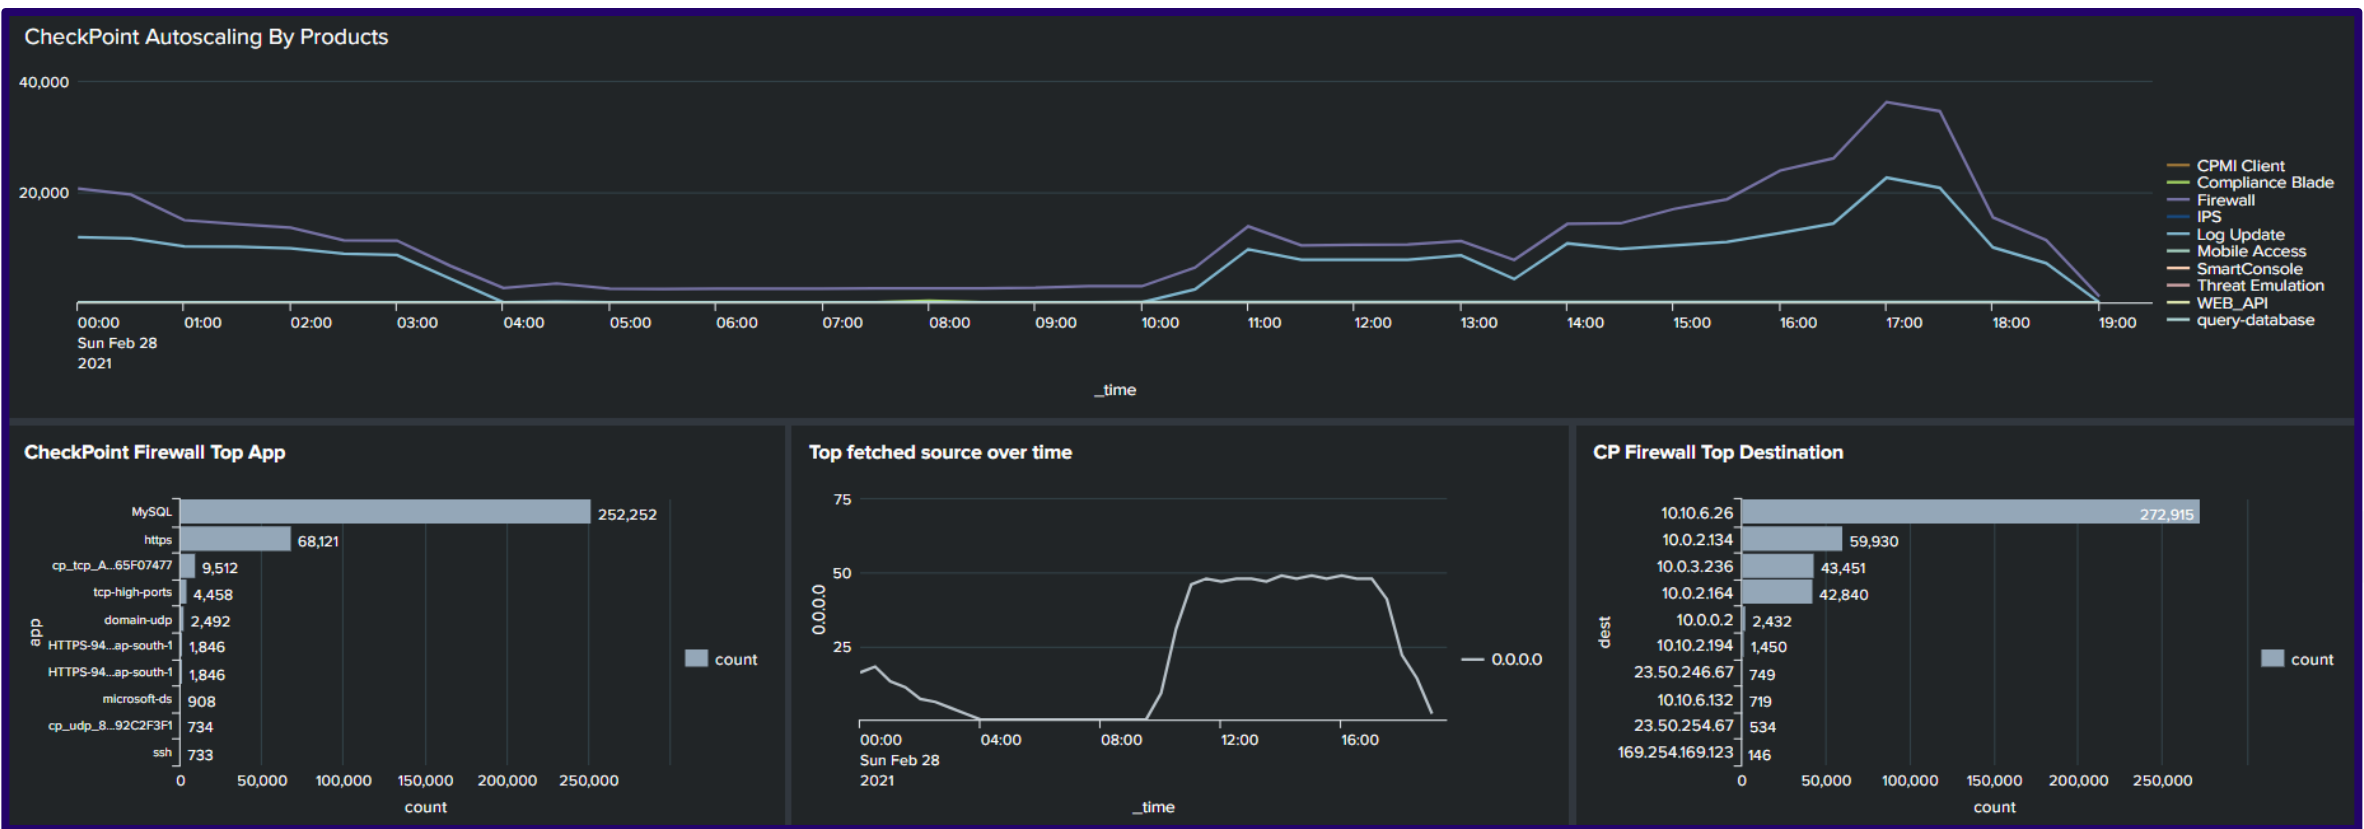 CheckPoint Autoscaling By Products
40,000
20,000
00:00 01:00 02:00 03:00 04:00 05:00 06:00 07:00 08:00 09:00 10:00 11:00 12:00 13:00 14:00 15:00 16:00 17:00 18:00 19:00
Sun Feb 28
2021
_time
CPMI Client
Compliance Blade
Firewall
IPS
Log Update
Mobile Access
SmartConsole
Threat Emulation
WEB_API
query-database
CheckPoint Firewall Top App
app
MySQL 252,252
https 68,121
cp_tcp_A...65F07477 9,512
tcp-high-ports 4,458
domain-udp 2,492
HTTPS-94...ap-south-1 1,846
HTTPS-94...ap-south-1 1,846
microsoft-ds 908
cp_udp_8...92C2F3F1 734
ssh 733
0 50,000 100,000 150,000 200,000 250,000
count
count
Top fetched source over time
75
50
25
0.0.0.0
00:00 04:00 08:00 12:00 16:00
Sun Feb 28
2021
_time
0.0.0.0
CP Firewall Top Destination
dest
10.10.6.26 272,915
10.0.2.134 59,930
10.0.3.236 43,451
10.0.2.164 42,840
10.0.0.2 2,432
10.10.2.194 1,450
23.50.246.67 749
10.10.6.132 719
23.50.254.67 534
169.254.169.123 146
0 50,000 100,000 150,000 200,000 250,000
count
count